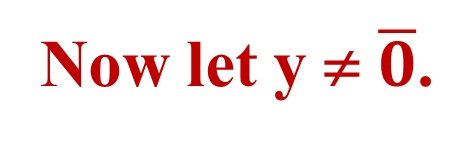 Now let y ≠ 0̅.